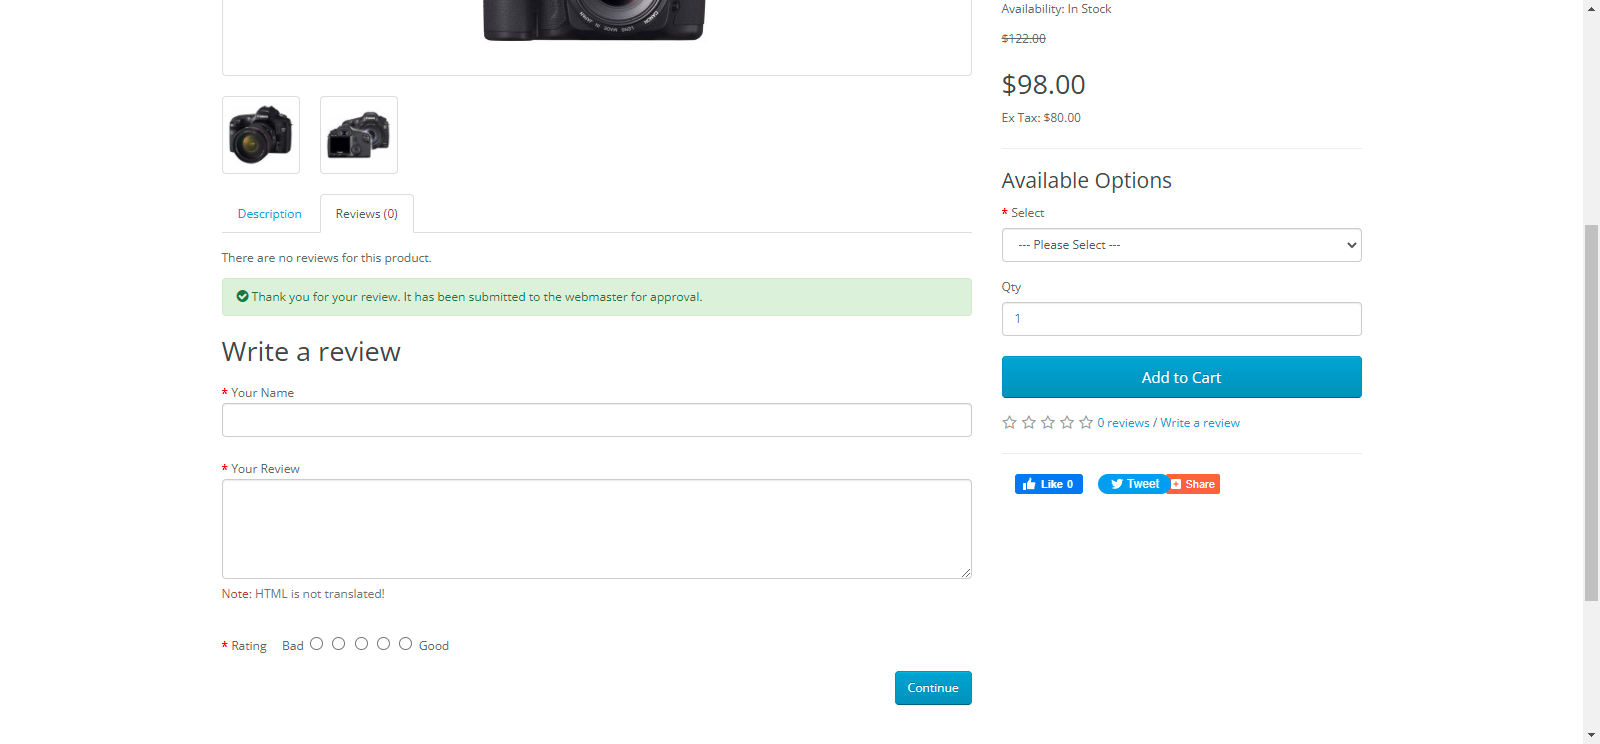 Availability: In Stock
$122.00
$98.00
Ex Tax: $80.00
Available Options
* Select
--- Please Select ---
Qty
1
Add to Cart
0 reviews / Write a review
Like 0
Tweet
Share
Description
Reviews (0)
There are no reviews for this product.
Thank you for your review. It has been submitted to the webmaster for approval.
Write a review
* Your Name
* Your Review
Note: HTML is not translated!
* Rating Bad Good
Continue